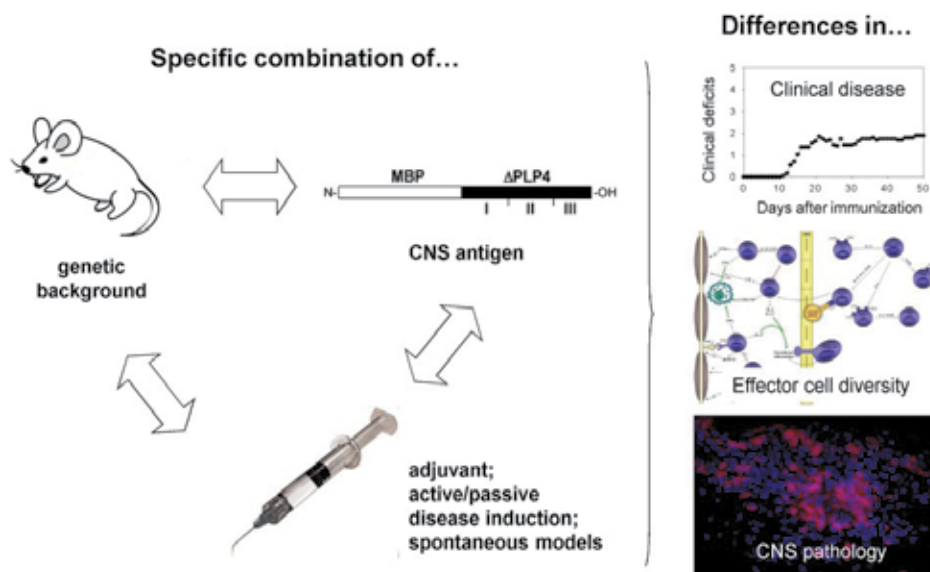 Specific combination of...
genetic
background
MBP
ΔPLP4
N-
-OH
I
II
III
CNS antigen
adjuvant;
active/passive
disease induction;
spontaneous models
Differences in...
Clinical disease
Clinical deficits
5
4
3
2
1
0
0 10 20 30 40 50
Days after immunization
Effector cell diversity
CNS pathology